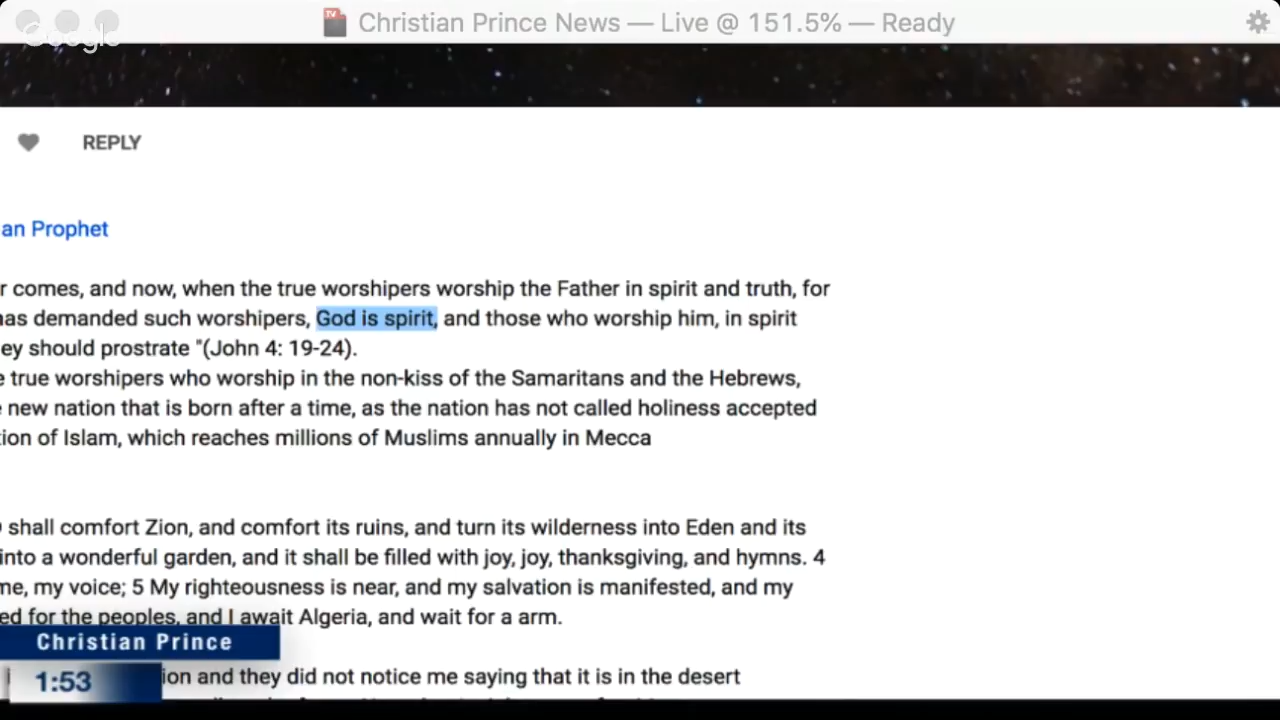 Christian Prince News — Live @ 151.5% — Ready
Google
REPLY
an Prophet
r comes, and now, when the true worshipers worship the Father in spirit and truth, for
has demanded such worshipers, God is spirit, and those who worship him, in spirit
ey should prostrate "(John 4: 19-24).
e true worshipers who worship in the non-kiss of the Samaritans and the Hebrews,
e new nation that is born after a time, as the nation has not called holiness accepted
tion of Islam, which reaches millions of Muslims annually in Mecca
shall comfort Zion, and comfort its ruins, and turn its wilderness into Eden and its
into a wonderful garden, and it shall be filled with joy, joy, thanksgiving, and hymns. 4
me, my voice; 5 My righteousness is near, and my salvation is manifested, and my
ed for the peoples, and I await Algeria, and wait for a arm.
Christian Prince
ion and they did not notice me saying that it is in the desert
1:53